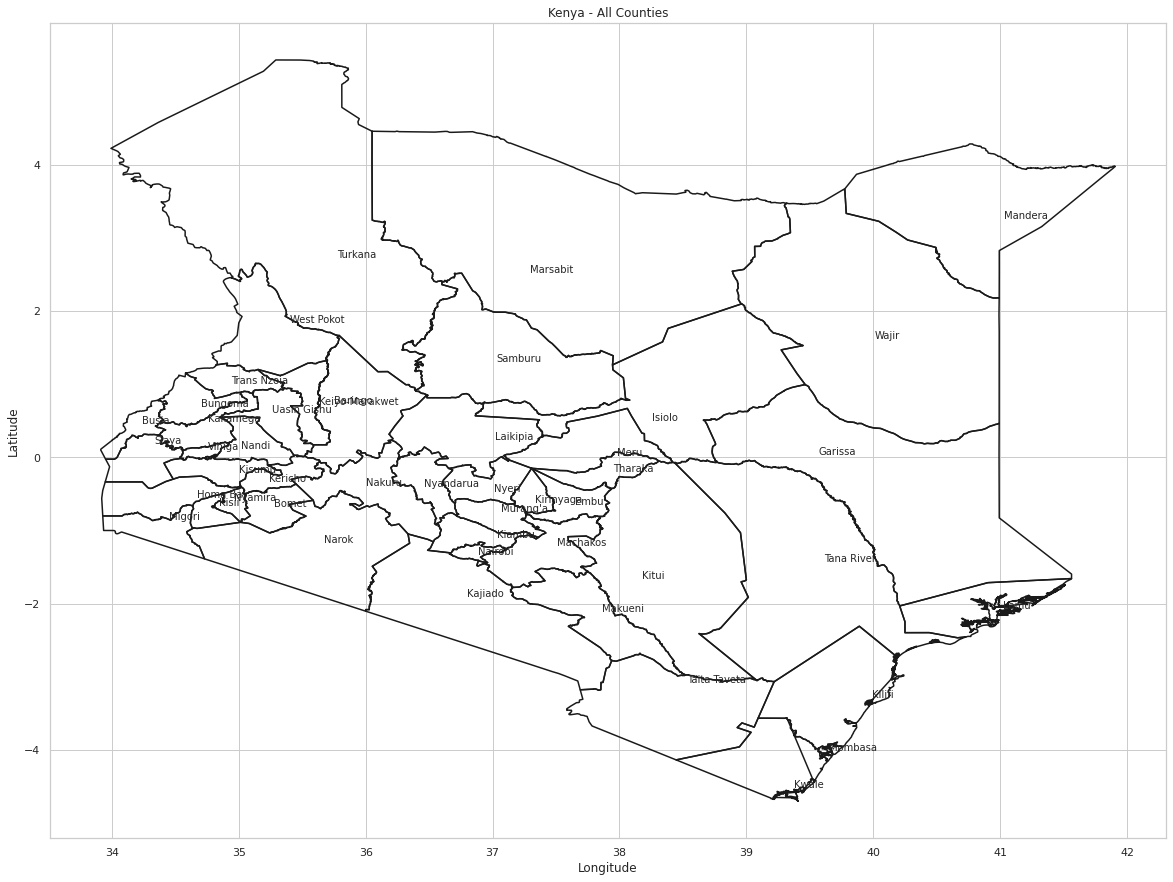 Kenya - All Counties
4
Mandera
Turkana
Marsabit
2
West Pokot
Wajir
Samburu
Trans Nzoia
Keiyo-Marakwet
Baringo
Bungoma
Uasin Gishu
Busia
Kakamega
Isiolo
Laikipia
Siaya
Vihiga
Nandi
Latitude
0
Meru
Garissa
Kisumu
Tharaka
Kericho
Nakuru
Nyandarua
Nyeri
Homa Bay
Nyamira
Kirinyaga
Embu
Kisii
Bomet
Murang'a
Migori
Kiambu
Narok
Machakos
Nairobi
Tana River
Kitui
Kajiado
−2
Lamu
Makueni
Taita Taveta
Kilifi
−4
Mombasa
Kwale
34 35 36 37 38 39 40 41 42
Longitude